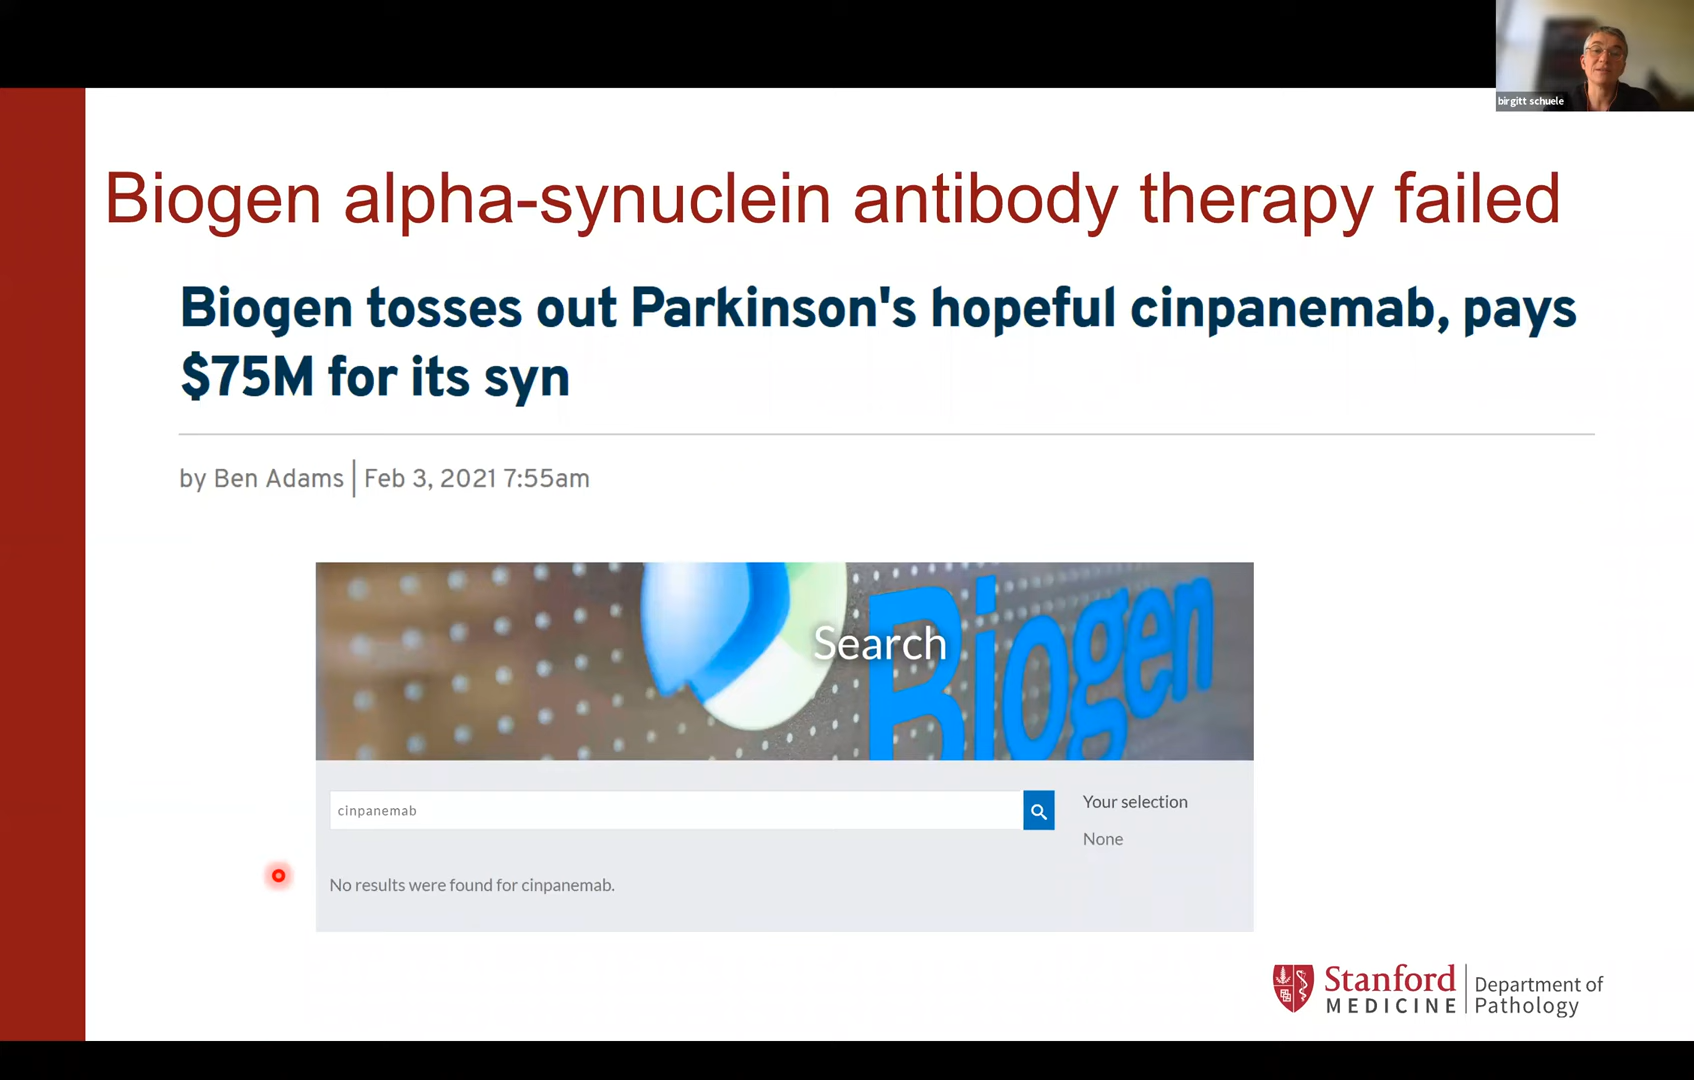 birgitt schuele
Biogen alpha-synuclein antibody therapy failed
Biogen tosses out Parkinson's hopeful cinpanemab, pays
$75M for its syn
by Ben Adams | Feb 3, 2021 7:55am
Biogen
Search
cinpanemab
Your selection
None
No results were found for cinpanemab.
Stanford
MEDICINE
Department of
Pathology